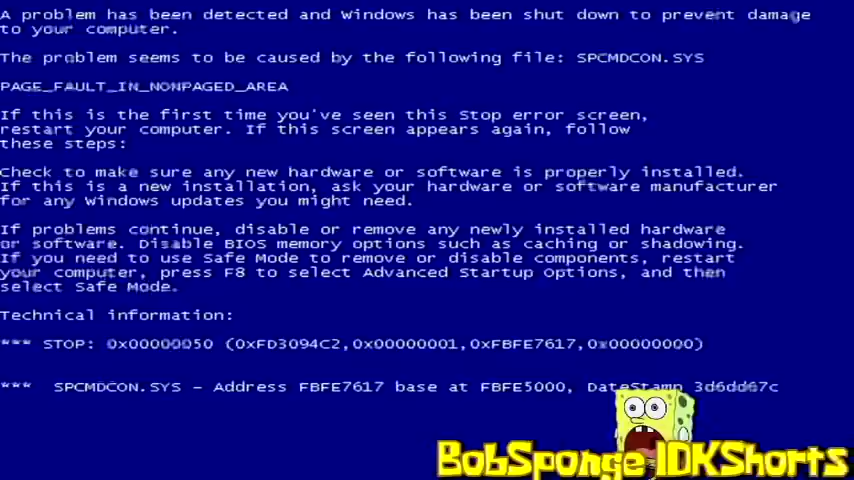 A problem has been detected and Windows has been shut down to prevent damage
to your computer.
The problem seems to be caused by the following file: SPCMDCON.SYS
PAGE_FAULT_IN_NONPAGED_AREA
If this is the first time you've seen this Stop error screen,
restart your computer. If this screen appears again, follow
these steps:
Check to make sure any new hardware or software is properly installed.
If this is a new installation, ask your hardware or software manufacturer
for any Windows updates you might need.
If problems continue, disable or remove any newly installed hardware
or software. Disable BIOS memory options such as caching or shadowing.
If you need to use Safe Mode to remove or disable components, restart
your computer, press F8 to select Advanced Startup Options, and then
select Safe Mode.
Technical information:
*** STOP: 0x00000050 (0xFD3094C2,0x00000001,0xFBFE7617,0x00000000)
*** SPCMDCON.SYS - Address FBFE7617 base at FBFE5000, DateStamp 3d6dd67c
BobSponge IDKShorts